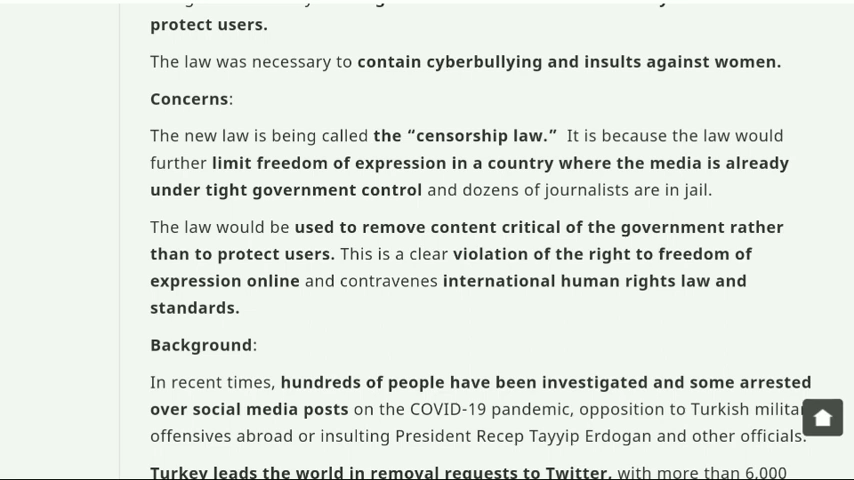 protect users.
The law was necessary to contain cyberbullying and insults against women.
Concerns:
The new law is being called the “censorship law.” It is because the law would
further limit freedom of expression in a country where the media is already
under tight government control and dozens of journalists are in jail.
The law would be used to remove content critical of the government rather
than to protect users. This is a clear violation of the right to freedom of
expression online and contravenes international human rights law and
standards.
Background:
In recent times, hundreds of people have been investigated and some arrested
over social media posts on the COVID-19 pandemic, opposition to Turkish militar
offensives abroad or insulting President Recep Tayyip Erdogan and other officials.
Turkey leads the world in removal requests to Twitter, with more than 6,000